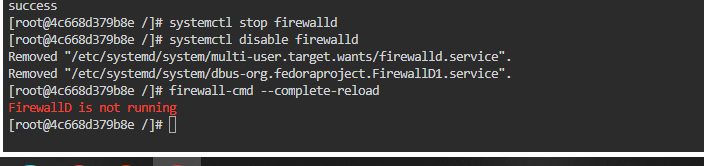 success
[root@4c668d379b8e /]# systemctl stop firewalld
[root@4c668d379b8e /]# systemctl disable firewalld
Removed "/etc/systemd/system/multi-user.target.wants/firewalld.service".
Removed "/etc/systemd/system/dbus-org.fedoraproject.FirewallD1.service".
[root@4c668d379b8e /]# firewall-cmd --complete-reload
FirewallD is not running
[root@4c668d379b8e /]#